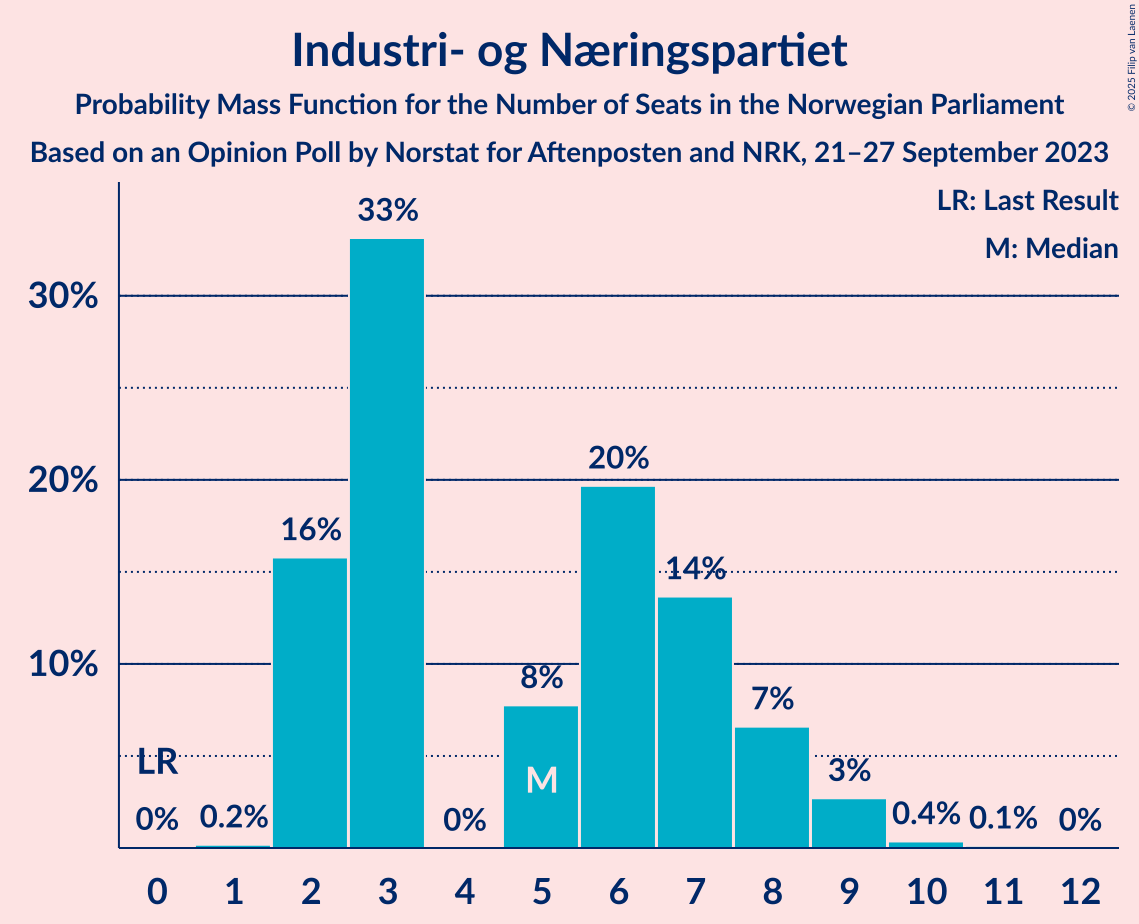 Industri- og Næringspartiet
Probability Mass Function for the Number of Seats in the Norwegian Parliament
Based on an Opinion Poll by Norstat for Aftenposten and NRK, 21–27 September 2023
© 2025 Filip van Laenen
LR: Last Result
M: Median
30%
20%
10%
0% 0.2% 16% 33% 0% 8% 20% 14% 7% 3% 0.4% 0.1% 0%
LR
M
0 1 2 3 4 5 6 7 8 9 10 11 12